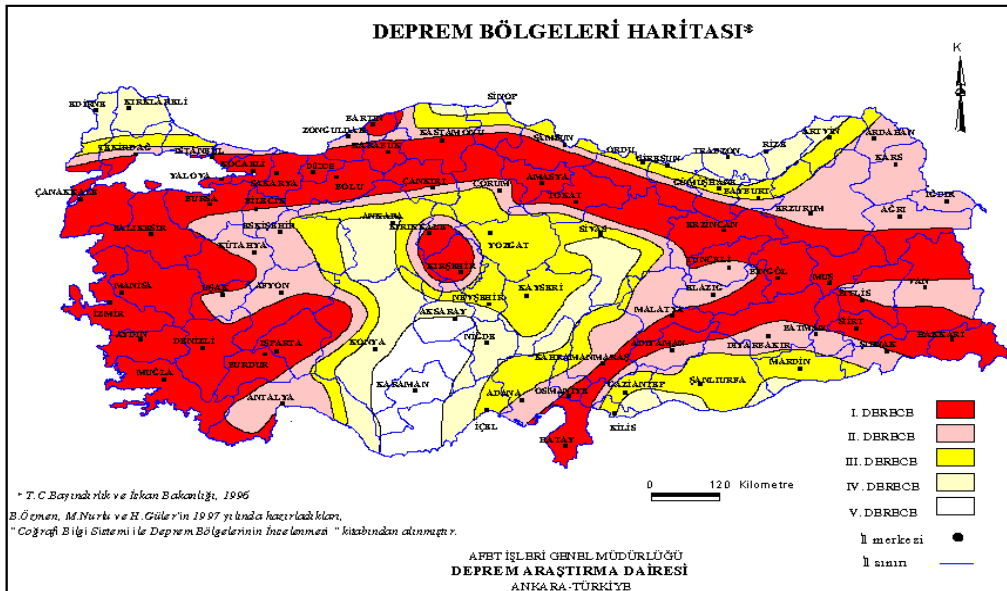 DEPREM BÖLGELERİ HARİTASI*
K
SİNOP
EDİRNE KIRKLARELİ
BARTIN
ZONGULDAK
KASTAMONU
SAMSUN
ARTVİN
ARDAHAN
TEKİRDAĞ
İSTANBUL
KARABÜK
ORDU
GİRESUN
TRABZON
RİZE
KARS
KOCAELİ
YALOVA
SAKARYA
DÜZCE
BOLU
ÇANKIRI
ÇORUM
AMASYA
TOKAT
GÜMÜŞHANE
BAYBURT
IĞDIR
ÇANAKKALE
BURSA
BİLECİK
ERZURUM
AĞRI
BALIKESİR
ESKİŞEHİR
ANKARA
KIRIKKALE
YOZGAT
SİVAS
ERZİNCAN
KÜTAHYA
KIRŞEHİR
TUNCELİ
BİNGÖL
MUŞ
MANİSA
UŞAK
AFYON
NEVŞEHİR
KAYSERİ
ELAZIĞ
BİTLİS
VAN
İZMİR
AKSARAY
MALATYA
AYDIN
DENİZLİ
ISPARTA
KONYA
NİĞDE
ADIYAMAN
DİYARBAKIR
BATMAN
SİİRT
HAKKARİ
BURDUR
KAHRAMANMARAŞ
ŞIRNAK
MUĞLA
KARAMAN
MARDİN
ANTALYA
ADANA
OSMANİYE
GAZİANTEP
ŞANLIURFA
İÇEL
KİLİS
HATAY
I. DERECE
II. DERECE
III. DERECE
IV. DERECE
V. DERECE
İl merkezi
İl sınırı
0 120 Kilometre
* T.C.Bayındırlık ve İskan Bakanlığı, 1996
B.Özmen, M.Nurlu ve H.Güler'in 1997 yılında hazırladıkları,
" Coğrafi Bilgi Sistemi ile Deprem Bölgelerinin İncelenmesi " kitabından alınmıştır.
AFET İŞLERİ GENEL MÜDÜRLÜĞÜ
DEPREM ARAŞTIRMA DAİRESİ
ANKARA-TÜRKİYE